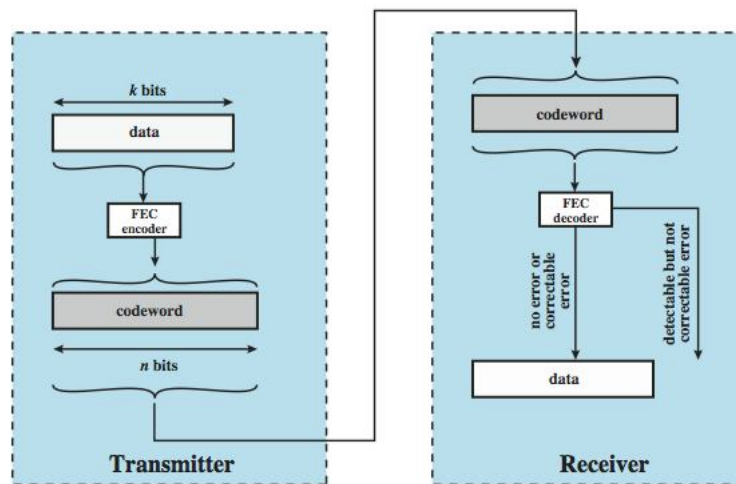 k bits
data
FEC
encoder
codeword
n bits
Transmitter
codeword
FEC
decoder
no error or
correctable
error
detectable but not
correctable error
data
Receiver